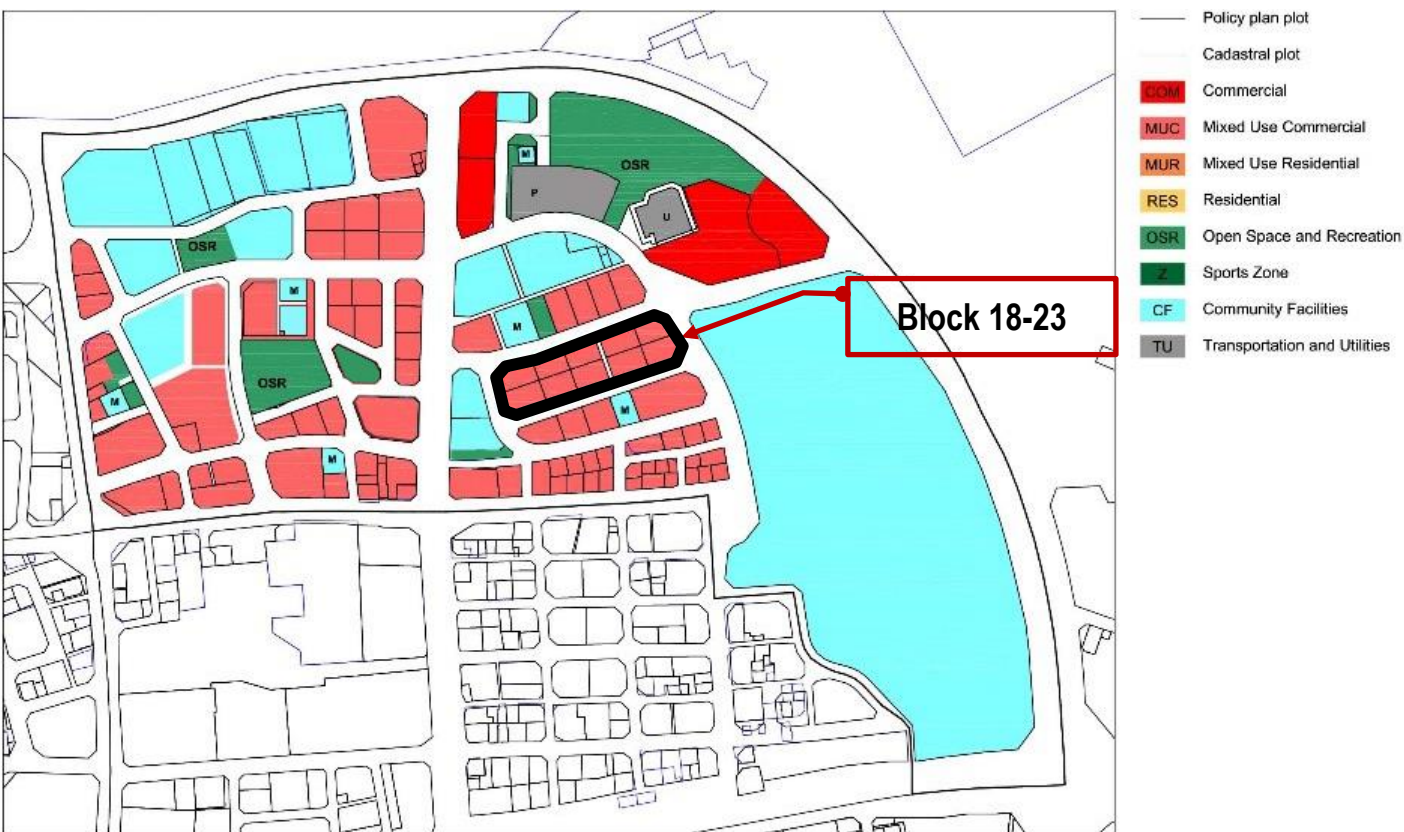 Policy plan plot
Cadastral plot
COM Commercial
MUC Mixed Use Commercial
MUR Mixed Use Residential
RES Residential
OSR Open Space and Recreation
Z Sports Zone
CF Community Facilities
TU Transportation and Utilities
M
OSR
P
U
OSR
M
Block 18-23
M
OSR
M
M
M